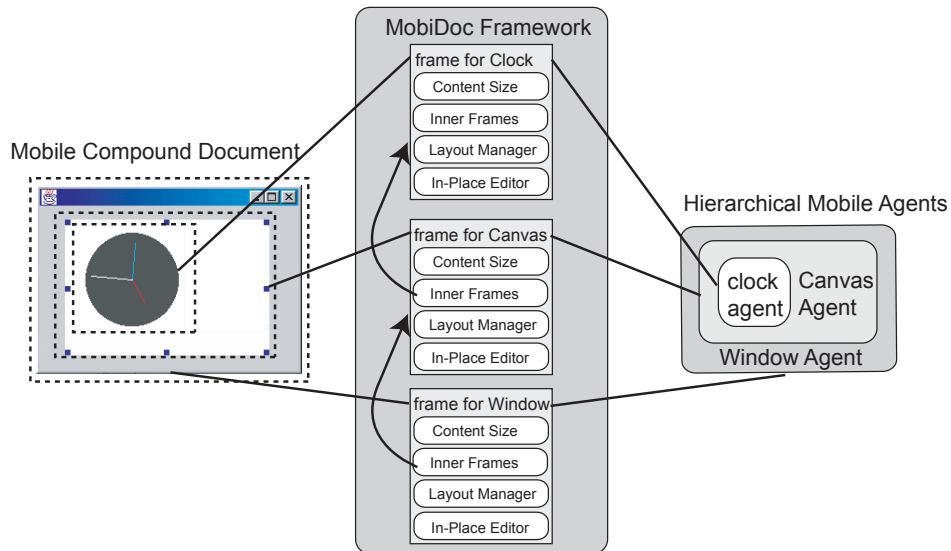 MobiDoc Framework
frame for Clock
Content Size
Inner Frames
Layout Manager
In-Place Editor
Mobile Compound Document
frame for Canvas
Content Size
Inner Frames
Layout Manager
In-Place Editor
frame for Window
Content Size
Inner Frames
Layout Manager
In-Place Editor
Hierarchical Mobile Agents
clock
agent
Canvas
Agent
Window Agent